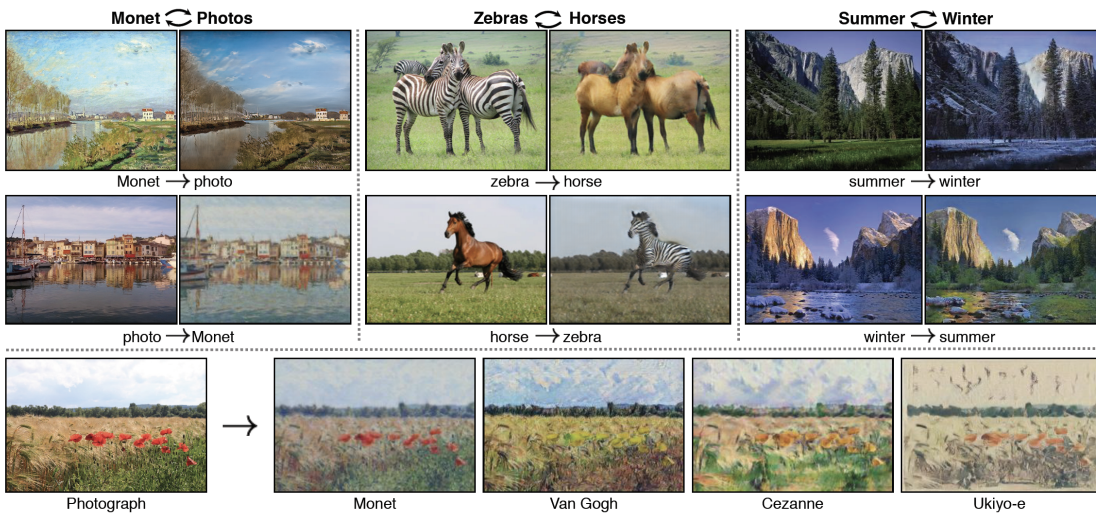 Monet Photos
Zebras Horses
Summer Winter
Monet → photo
zebra → horse
summer → winter
photo → Monet
horse → zebra
winter → summer
Photograph
Monet
Van Gogh
Cezanne
Ukiyo-e